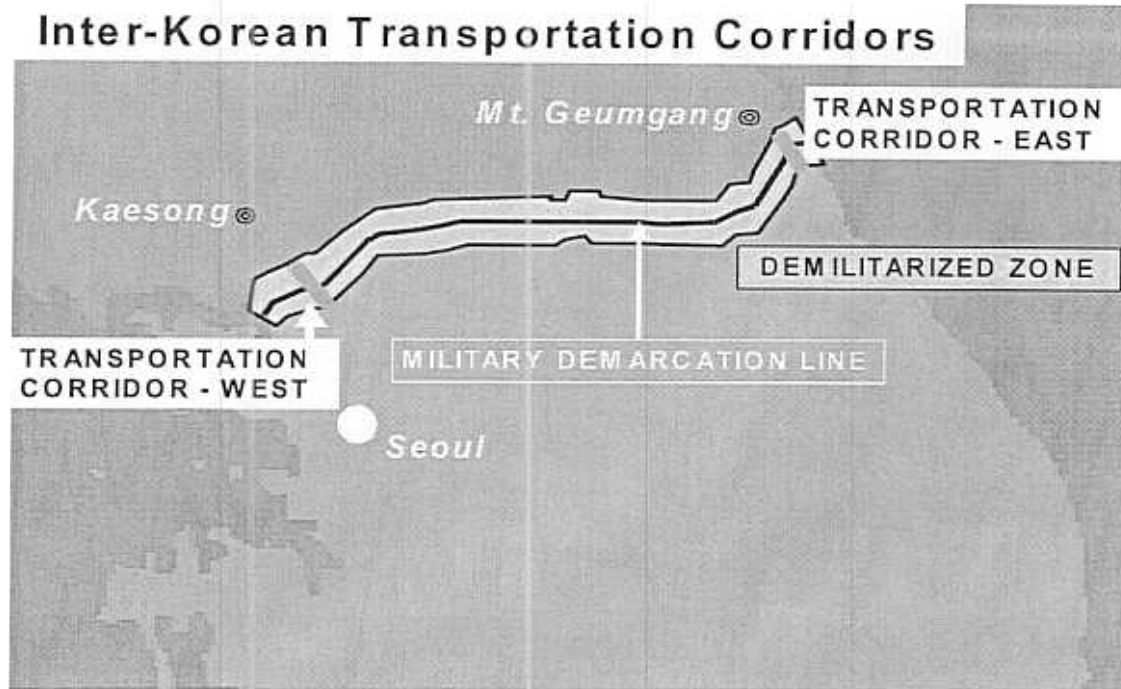 Inter-Korean Transportation Corridors
Mt. Geumgang
TRANSPORTATION
CORRIDOR - EAST
Kaesong
DEMILITARIZED ZONE
TRANSPORTATION
CORRIDOR - WEST
MILITARY DEMARCATION LINE
Seoul